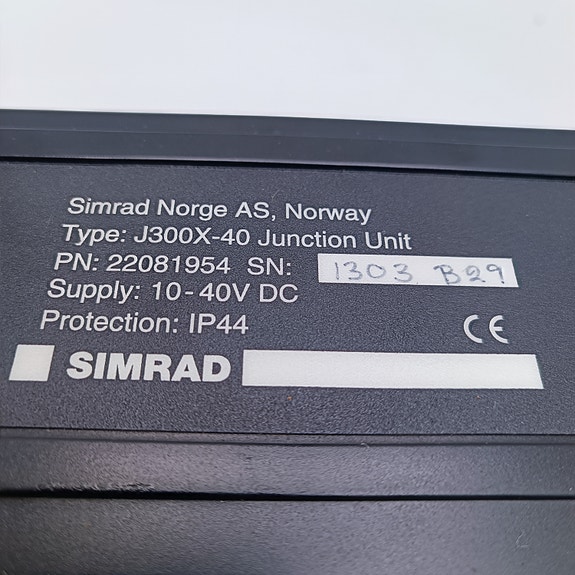 Simrad Norge AS, Norway
Type: J300X-40 Junction Unit
PN: 22081954 SN: 1303 B29
Supply: 10-40V DC
Protection: IP44 CE
SIMRAD